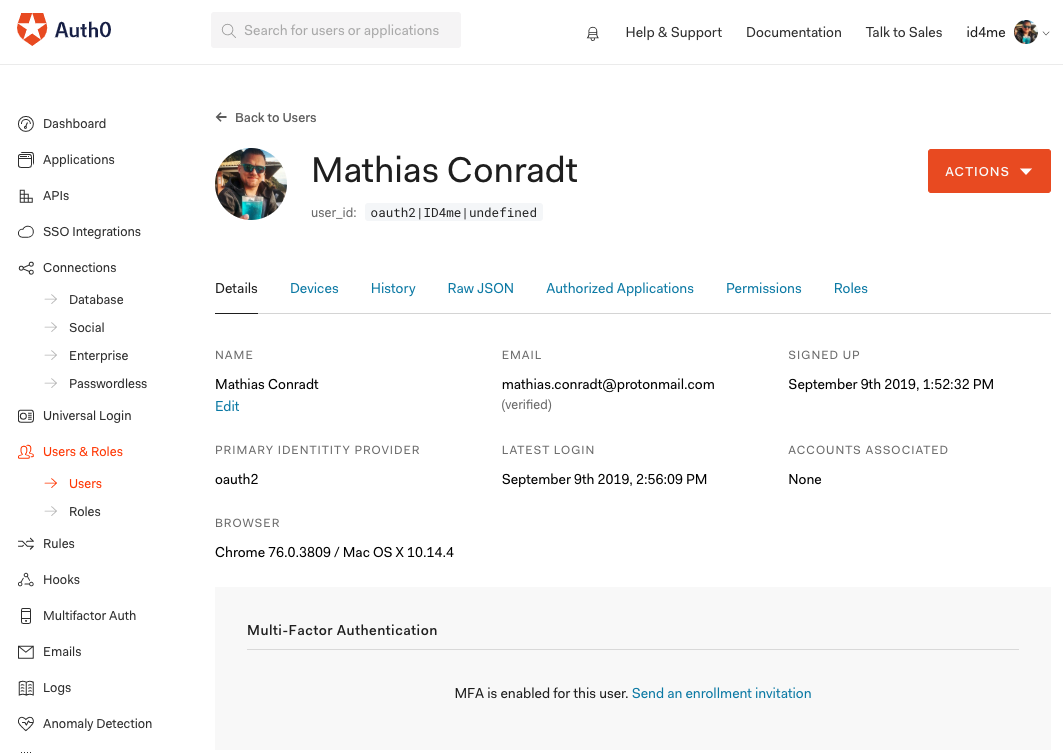 Auth0
Search for users or applications
Help & Support
Documentation
Talk to Sales
id4me
Dashboard
Applications
APIs
SSO Integrations
Connections
Database
Social
Enterprise
Passwordless
Universal Login
Users & Roles
Users
Roles
Rules
Hooks
Multifactor Auth
Emails
Logs
Anomaly Detection
Back to Users
Mathias Conradt
user_id: oauth2|ID4me|undefined
ACTIONS
Details
Devices
History
Raw JSON
Authorized Applications
Permissions
Roles
NAME
Mathias Conradt
Edit
EMAIL
mathias.conradt@protonmail.com
(verified)
SIGNED UP
September 9th 2019, 1:52:32 PM
PRIMARY IDENTITITY PROVIDER
oauth2
LATEST LOGIN
September 9th 2019, 2:56:09 PM
ACCOUNTS ASSOCIATED
None
BROWSER
Chrome 76.0.3809 / Mac OS X 10.14.4
Multi-Factor Authentication
MFA is enabled for this user. Send an enrollment invitation